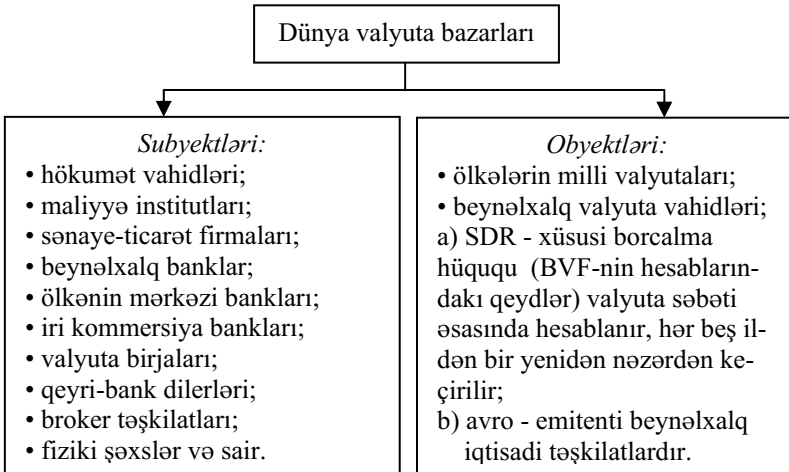 Dünya valyuta bazarları
Subyektləri:
• hökumət vahidləri;
• maliyyə institutları;
• sənaye-ticarət firmaları;
• beynəlxalq banklar;
• ölkənin mərkəzi bankları;
• iri kommersiya bankları;
• valyuta birjaları;
• qeyri-bank dilerləri;
• broker təşkilatları;
• fiziki şəxslər və sair.
Obyektləri:
• ölkələrin milli valyutaları;
• beynəlxalq valyuta vahidləri;
a) SDR - xüsusi borcalma
hüququ (BVF-nin hesabların-
dakı qeydlər) valyuta səbəti
əsasında hesablanır, hər beş il-
dən bir yenidən nəzərdən ke-
çirilir;
b) avro - emitenti beynəlxalq
iqtisadi təşkilatlardır.